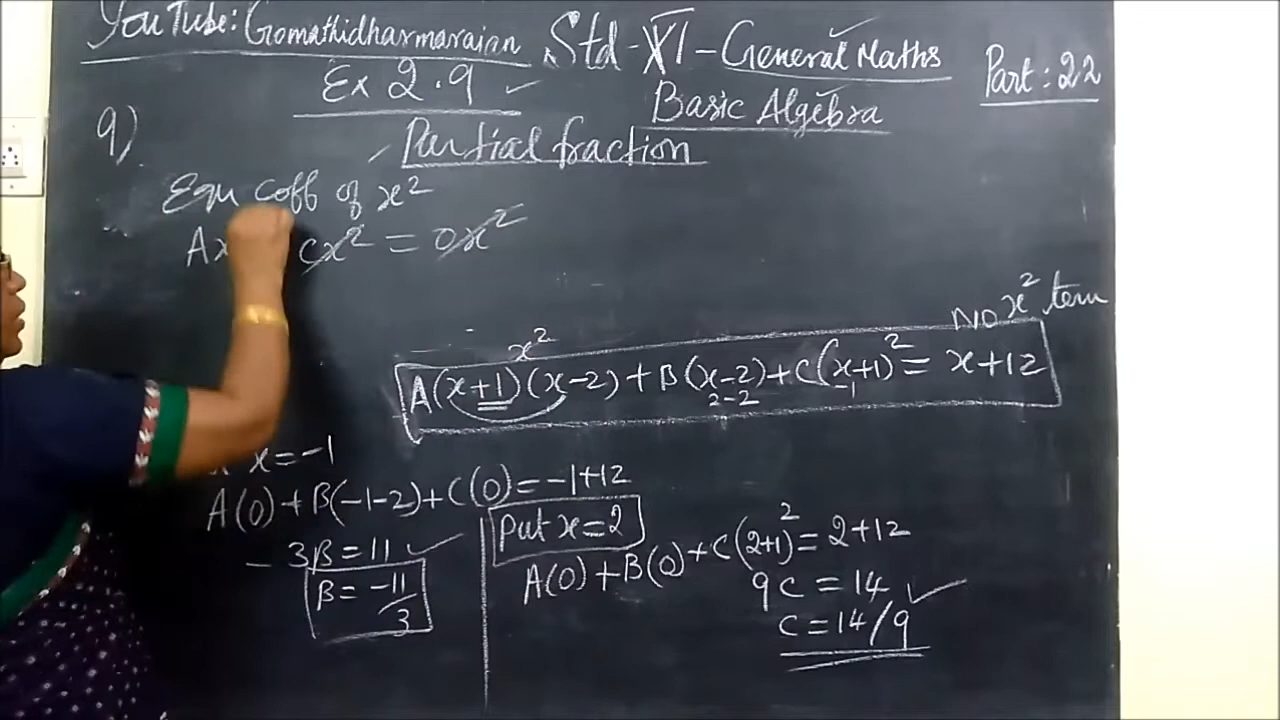 YouTube: Gomathidharmarajan Std-XI-General Maths Part: 22
Ex 2.9 Basic Algebra
9) Partial fraction
Equ coff of x²
Ax Cx² = 0x²
No x² term
x²
A(x+1)(x-2)+B(x-2)+C(x+1)² = x+12
2-2 -1
x=-1
A(0)+B(-1-2)+C(0)=-1+12
-3B=11
B=-11/3
Put x=2
A(0)+B(0)+C(2+1)²=2+12
9C=14
C=14/9